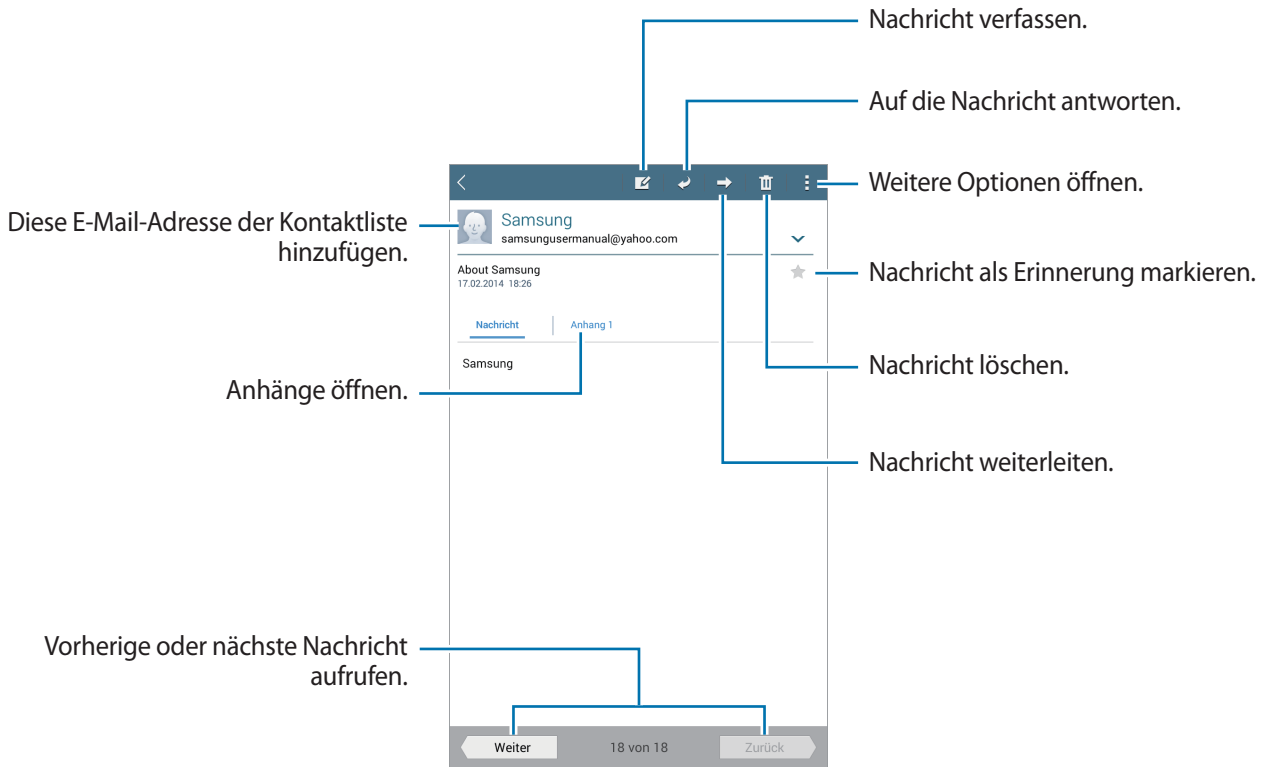 Nachricht verfassen.
Auf die Nachricht antworten.
Weitere Optionen öffnen.
Diese E-Mail-Adresse der Kontaktliste
hinzufügen.
Samsung
samsungusermanual@yahoo.com
About Samsung
17.02.2014 18:26
Nachricht als Erinnerung markieren.
Nachricht
Anhang 1
Samsung
Nachricht löschen.
Anhänge öffnen.
Nachricht weiterleiten.
Vorherige oder nächste Nachricht
aufrufen.
Weiter
18 von 18
Zurück